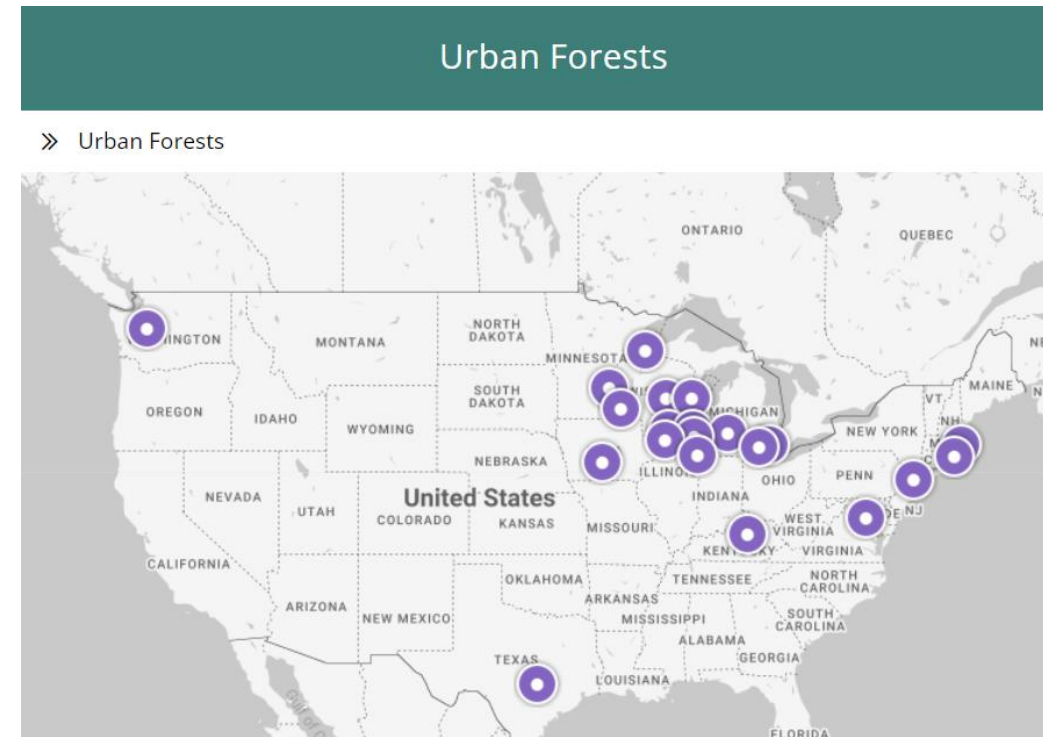 Urban Forests
Urban Forests
ONTARIO
QUEBEC
MONTANA
NORTH
DAKOTA
MINNESOTA
SOUTH
DAKOTA
MICHIGAN
MAINE
VT.
NH
OREGON
IDAHO
WYOMING
NEW YORK
NEBRASKA
PENN
OHIO
NEVADA
UTAH
United States
COLORADO
KANSAS
INDIANA
MISSOURI
WEST
VIRGINIA
DE
NJ
VIRGINIA
CALIFORNIA
OKLAHOMA
TENNESSEE
NORTH
CAROLINA
ARKANSAS
ARIZONA
NEW MEXICO
MISSISSIPPI
SOUTH
CAROLINA
ALABAMA
TEXAS
GEORGIA
LOUISIANA
FLORIDA